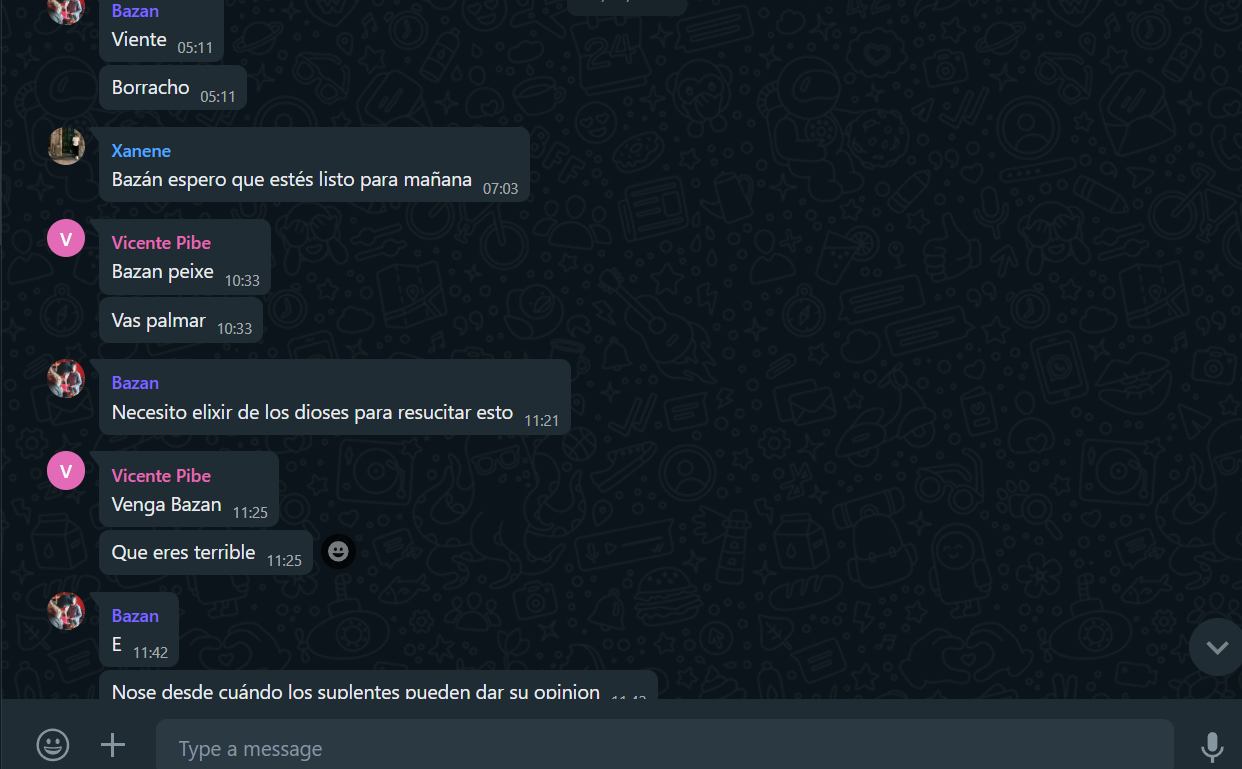 Bazan
Viente 05:11
Borracho 05:11
Xanene
Bazán espero que estés listo para mañana 07:03
V
Vicente Pibe
Bazan peixe 10:33
Vas palmar 10:33
Bazan
Necesito elixir de los dioses para resucitar esto 11:21
V
Vicente Pibe
Venga Bazan 11:25
Que eres terrible 11:25
Bazan
E 11:42
Nose desde cuándo los suplentes pueden dar su opinion
Type a message